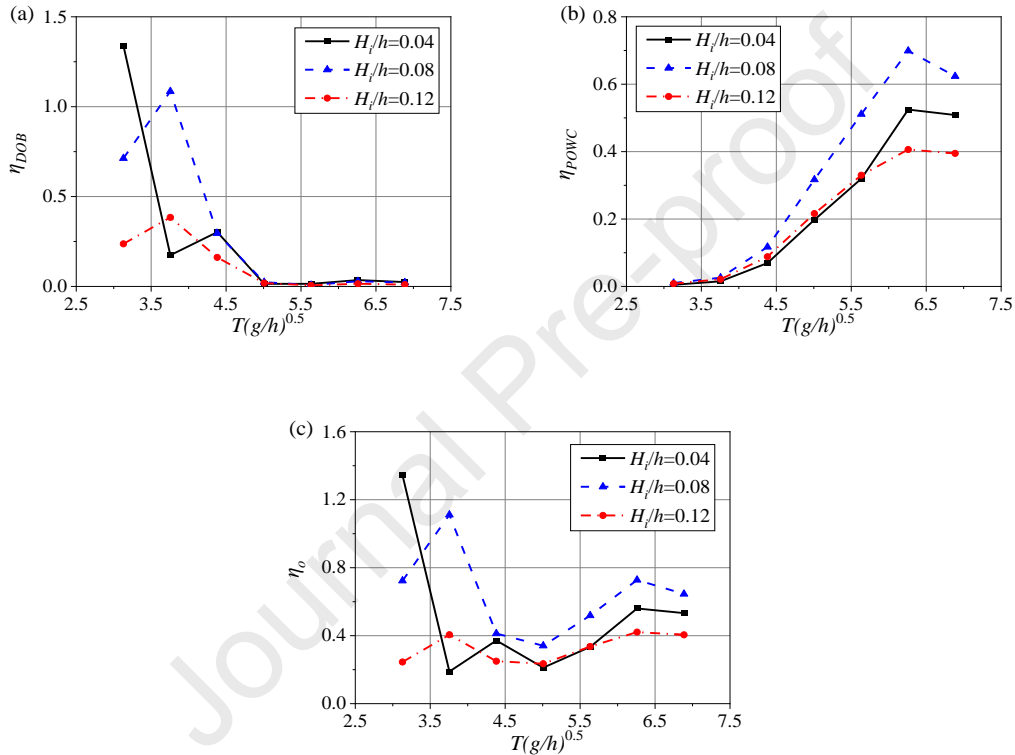 (a)
1.5
1.0
0.5
0.0
η_DOB
H_i/h=0.04
H_i/h=0.08
H_i/h=0.12
2.5 3.5 4.5 5.5 6.5 7.5
T(g/h)^0.5
(b)
0.8
0.6
0.4
0.2
0.0
η_POWC
H_i/h=0.04
H_i/h=0.08
H_i/h=0.12
2.5 3.5 4.5 5.5 6.5 7.5
T(g/h)^0.5
(c)
1.6
1.2
0.8
0.4
0.0
η_o
H_i/h=0.04
H_i/h=0.08
H_i/h=0.12
2.5 3.5 4.5 5.5 6.5 7.5
T(g/h)^0.5
Journal Pre-proof